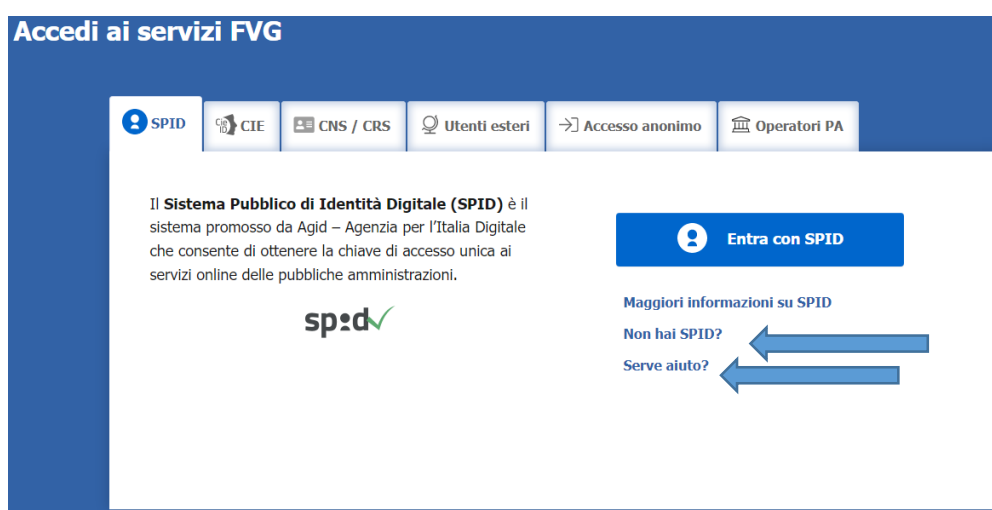 Accedi ai servizi FVG
SPID
CIE
CNS / CRS
Utenti esteri
Accesso anonimo
Operatori PA
Il Sistema Pubblico di Identità Digitale (SPID) è il
sistema promosso da Agid – Agenzia per l'Italia Digitale
che consente di ottenere la chiave di accesso unica ai
servizi online delle pubbliche amministrazioni.
spid
Entra con SPID
Maggiori informazioni su SPID
Non hai SPID?
Serve aiuto?